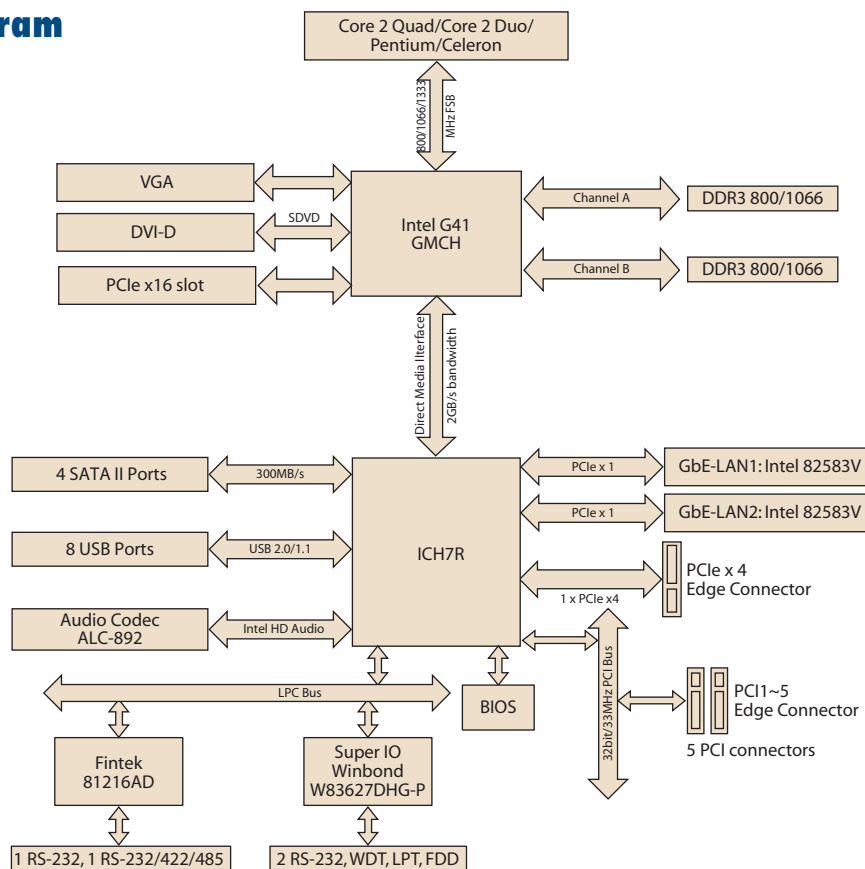 ram
Core 2 Quad/Core 2 Duo/
Pentium/Celeron
800/1066/1333
MHz FSB
VGA
DVI-D
SDVD
PCIe x16 slot
Intel G41
GMCH
Channel A
DDR3 800/1066
Channel B
DDR3 800/1066
Direct Media IIterface
2GB/s bandwidth
4 SATA II Ports
300MB/s
8 USB Ports
USB 2.0/1.1
Audio Codec
ALC-892
Intel HD Audio
ICH7R
PCIe x 1
GbE-LAN1: Intel 82583V
PCIe x 1
GbE-LAN2: Intel 82583V
1 x PCIe x4
PCIe x 4
Edge Connector
32bit/33MHz PCI Bus
PCI1~5
Edge Connector
5 PCI connectors
LPC Bus
BIOS
Fintek
81216AD
Super IO
Winbond
W83627DHG-P
1 RS-232, 1 RS-232/422/485
2 RS-232, WDT, LPT, FDD